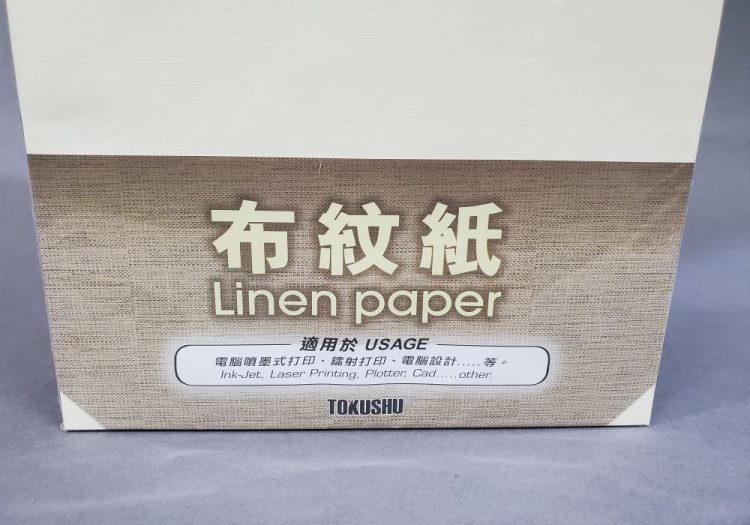 布紋紙
Linen paper
適用於 USAGE
電腦噴墨式打印、鐳射打印、電腦設計.....等。
Ink-Jet, Laser Printing, Plotter, Cad.....other.
TOKUSHU